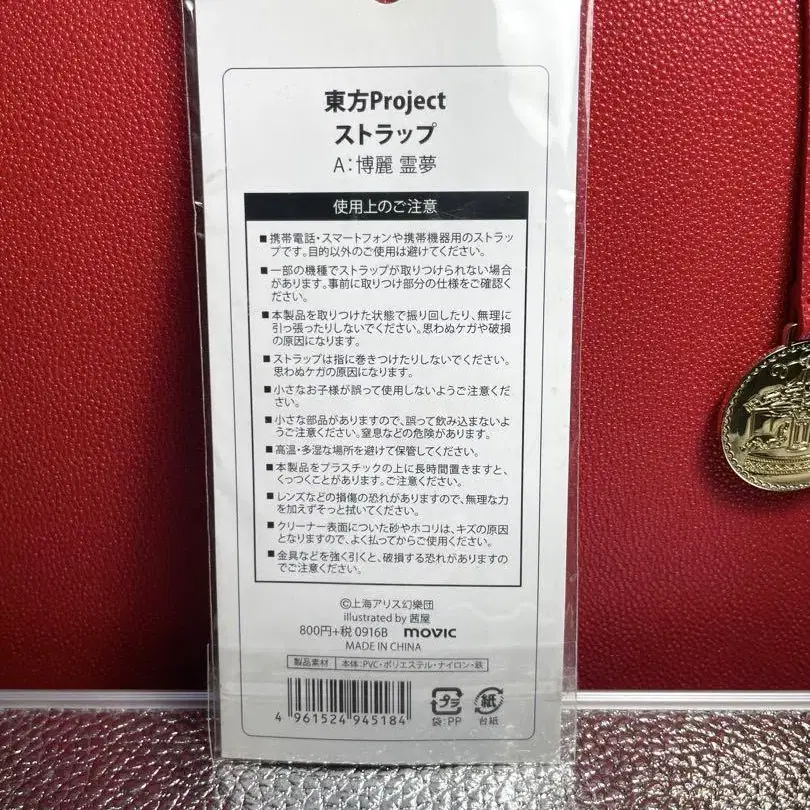 東方Project
ストラップ
A：博麗 霊夢
使用上のご注意
■携帯電話・スマートフォンや携帯機器用のストラッ
プです。目的以外のご使用は避けてください。
■一部の機種でストラップが取りつけられない場合
があります。事前に取りつけ部分の仕様をご確認く
ださい。
■本製品を取りつけた状態で振り回したり、無理に
引っ張ったりしないでください。思わぬケガや破損
の原因になります。
■ストラップは指に巻きつけたりしないでください。
思わぬケガの原因になります。
■小さなお子様が誤って使用しないようご注意くだ
さい。
■小さな部品がありますので、誤って飲み込まないよ
うご注意ください。窒息などの危険があります。
■高温・多湿な場所を避けて保管してください。
■本製品をプラスチックの上に長時間置きますと、
くっつくことがあります。ご注意ください。
■レンズなどの損傷の恐れがありますので、無理な力
を加えずそっと拭いてください。
■クリーナー表面についた砂やホコリは、キズの原因
となりますので、よく払ってからご使用ください。
■金具などを強く引くと、破損する恐れがありますの
でご注意ください。
©上海アリス幻樂団
illustrated by 茜屋
800円+税 0916B movic
MADE IN CHINA
製品素材 本体：PVC・ポリエステル・ナイロン・鉄
4 961524 945184
プラ 紙
袋：PP 台紙